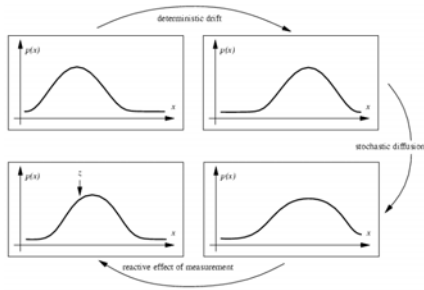 deterministic drift
p(x)
x
p(x)
x
stochastic diffusion
p(x)
z
x
p(x)
x
reactive effect of measurement